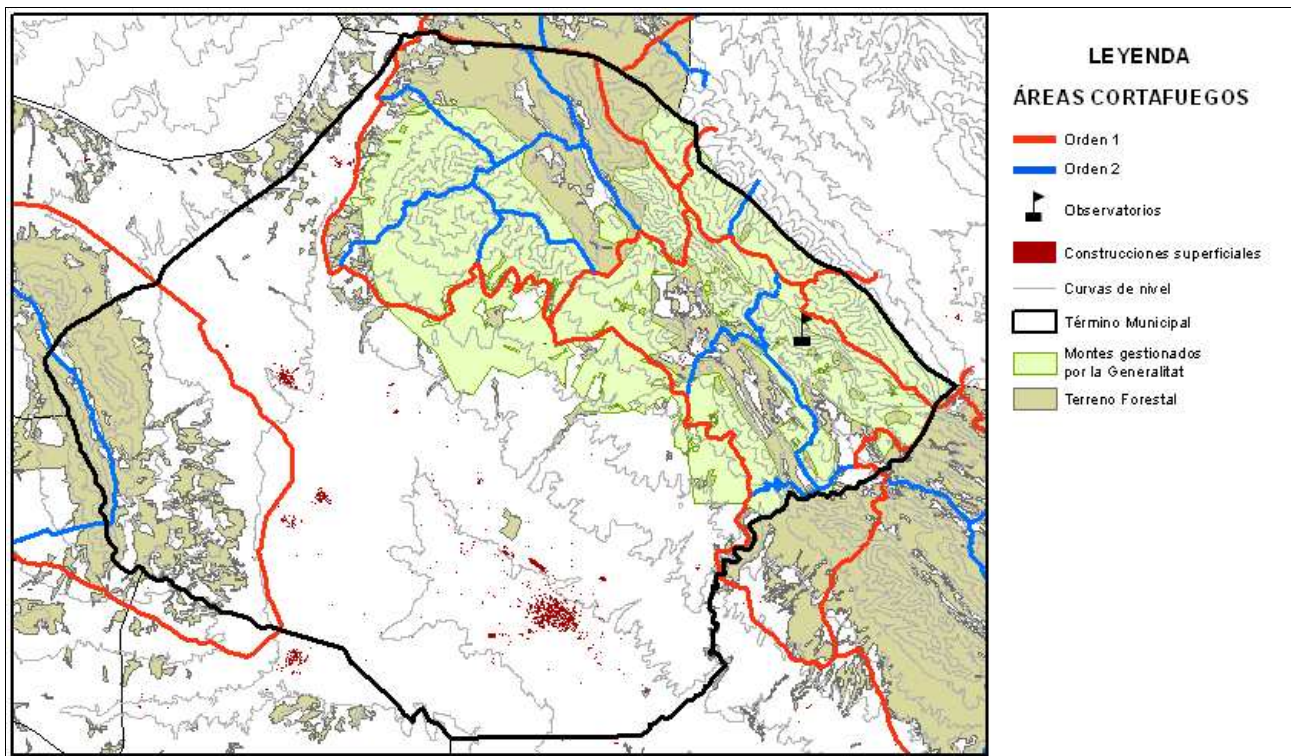 LEYENDA
ÁREAS CORTAFUEGOS
Orden 1
Orden 2
Observatorios
Construcciones superficiales
Curvas de nivel
Término Municipal
Montes gestionados
por la Generalitat
Terreno Forestal